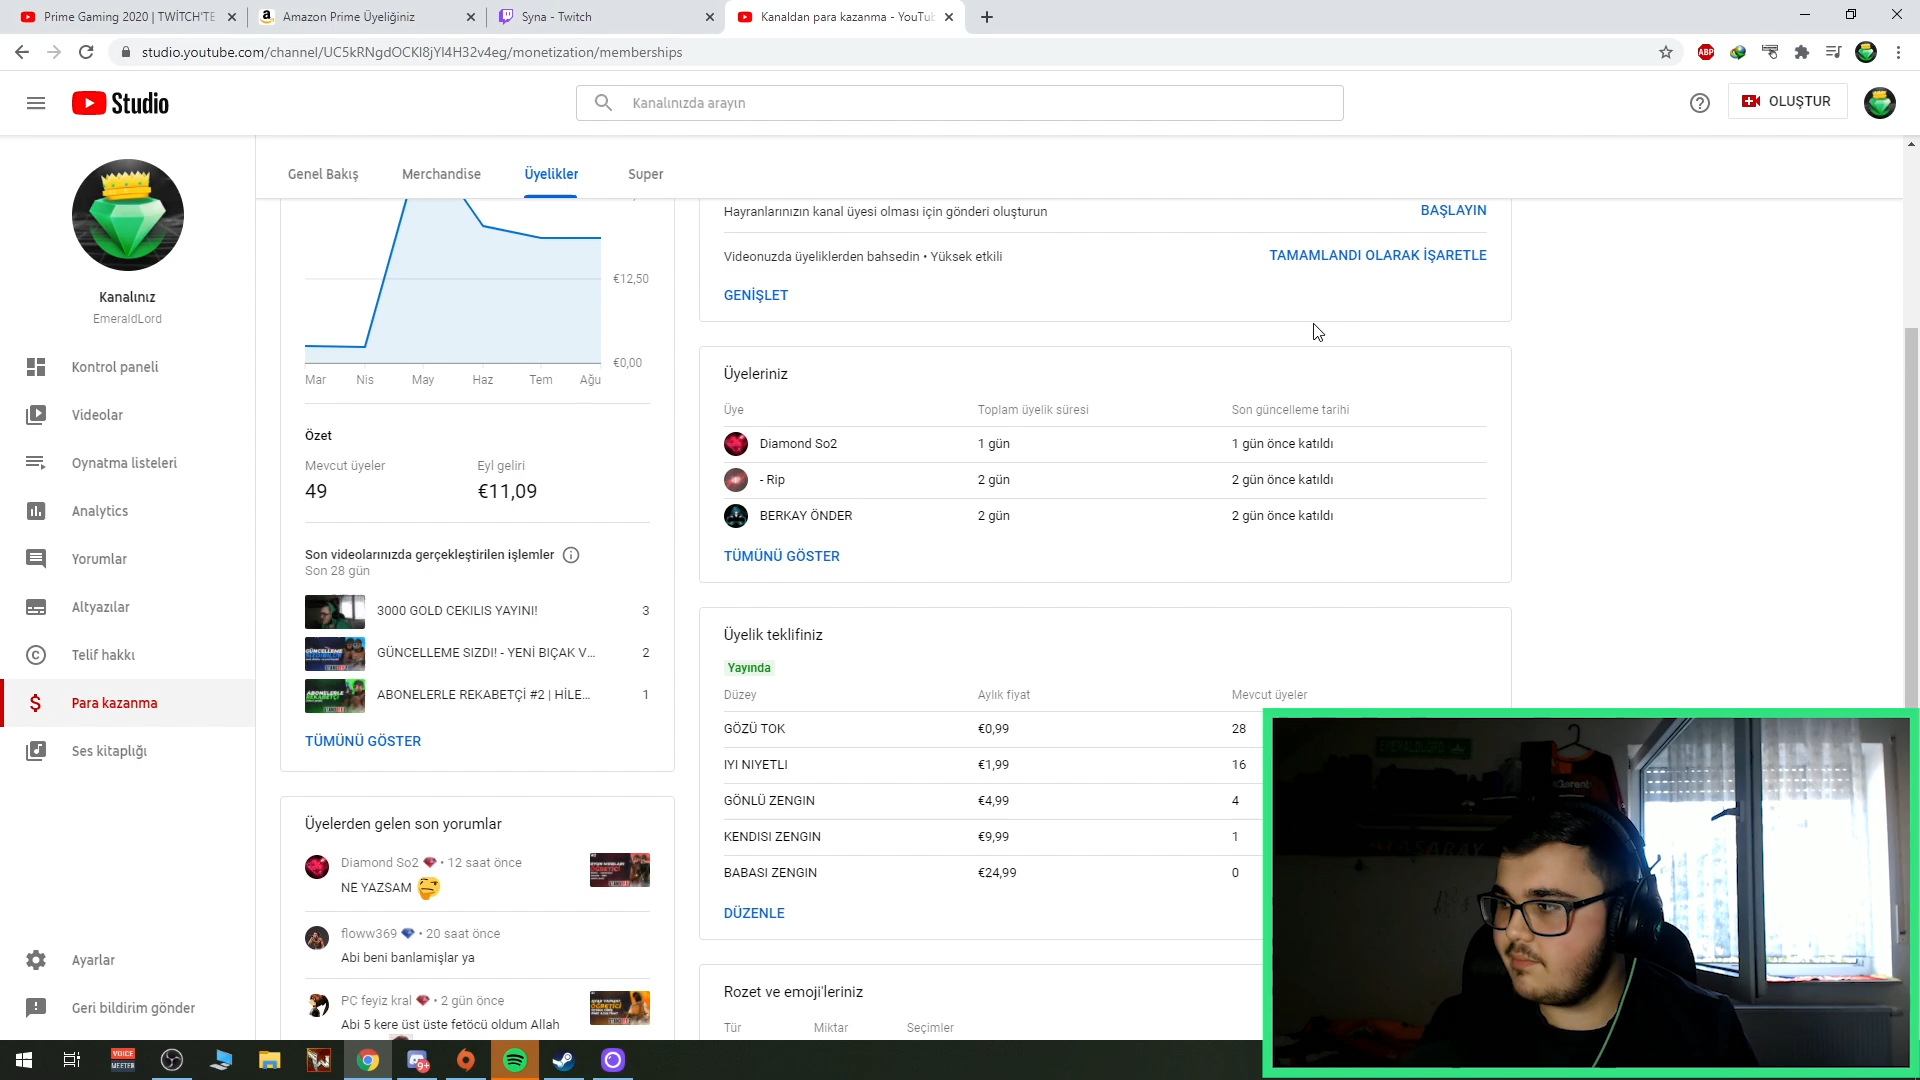 Prime Gaming 2020 | TWİTCH'TE
Amazon Prime Üyeliğiniz
Syna - Twitch
Kanaldan para kazanma - YouTub
studio.youtube.com/channel/UC5kRNgdOCKl8jYl4H32v4eg/monetization/memberships
ABP
Studio
Kanalınızda arayın
OLUŞTUR
Genel Bakış
Merchandise
Üyelikler
Super
Kanalınız
EmeraldLord
Kontrol paneli
Videolar
Oynatma listeleri
Analytics
Yorumlar
Altyazılar
Telif hakkı
Para kazanma
Ses kitaplığı
Ayarlar
Geri bildirim gönder
€12,50
€0,00
Mar Nis May Haz Tem Ağu
Özet
Mevcut üyeler Eyl geliri
49 €11,09
Son videolarınızda gerçekleştirilen işlemler
Son 28 gün
3000 GOLD CEKILIS YAYINI! 3
GÜNCELLEME SIZDI! - YENİ BIÇAK V... 2
ABONELERLE REKABETÇİ #2 | HİLE... 1
TÜMÜNÜ GÖSTER
Üyelerden gelen son yorumlar
Diamond So2 • 12 saat önce
NE YAZSAM
floww369 • 20 saat önce
Abi beni banlamışlar ya
PC feyiz kral • 2 gün önce
Abi 5 kere üst üste fetöcü oldum Allah
Hayranlarınızın kanal üyesi olması için gönderi oluşturun BAŞLAYIN
Videonuzda üyeliklerden bahsedin • Yüksek etkili TAMAMLANDI OLARAK İŞARETLE
GENİŞLET
Üyeleriniz
Üye Toplam üyelik süresi Son güncelleme tarihi
Diamond So2 1 gün 1 gün önce katıldı
- Rip 2 gün 2 gün önce katıldı
BERKAY ÖNDER 2 gün 2 gün önce katıldı
TÜMÜNÜ GÖSTER
Üyelik teklifiniz
Yayında
Düzey Aylık fiyat Mevcut üyeler
GÖZÜ TOK €0,99 28
IYI NIYETLI €1,99 16
GÖNLÜ ZENGIN €4,99 4
KENDISI ZENGIN €9,99 1
BABASI ZENGIN €24,99 0
DÜZENLE
Rozet ve emoji'leriniz
Tür Miktar Seçimler
VOICE
MEETER
9+